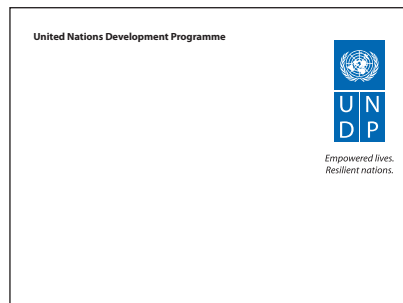 United Nations Development Programme
U N
D P
Empowered lives.
Resilient nations.